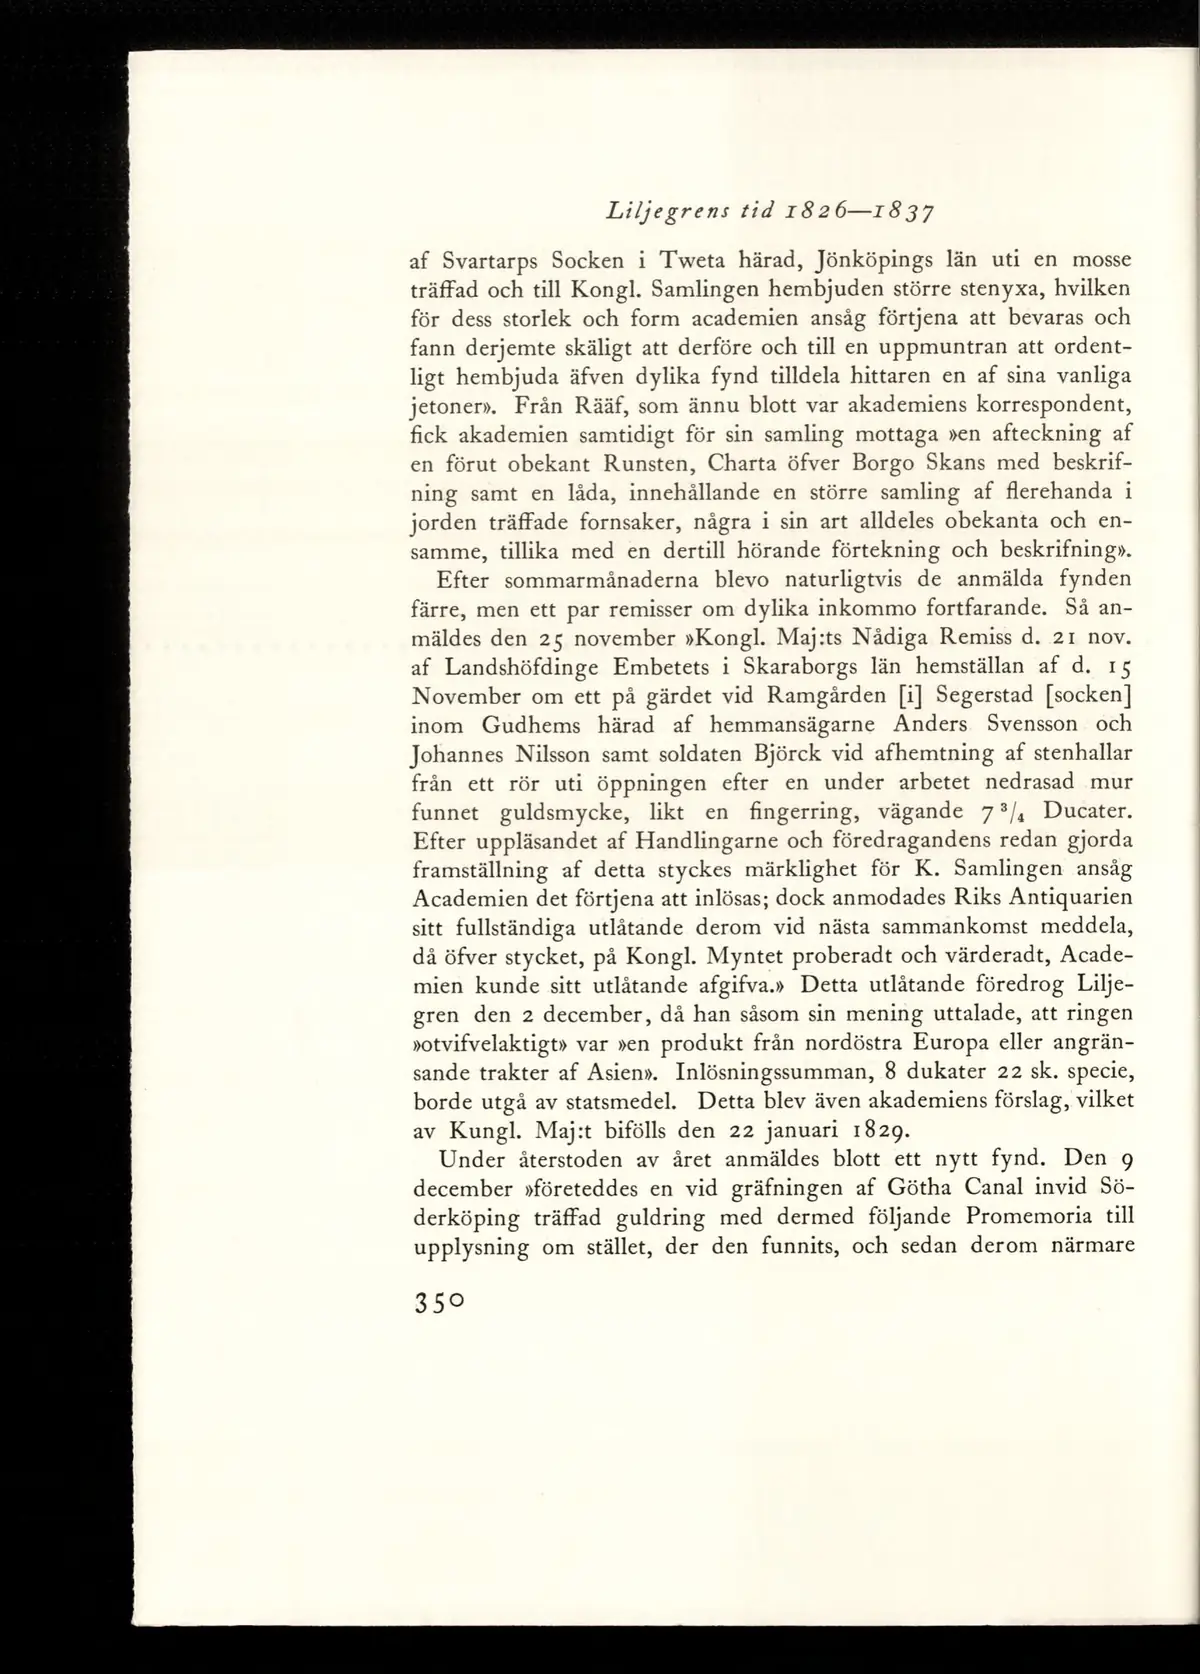 Liljegrens tid 1826—1837
af Svartarps Socken i Tweta härad, Jönköpings län uti en mosse
träffad och till Kongl. Samlingen hembjuden större stenyxa, hvilken
för dess storlek och form academien ansåg förtjena att bevaras och
fann derjemte skäligt att derföre och till en uppmuntran att ordent-
ligt hembjuda äfven dylika fynd tilldela hittaren en af sina vanliga
jetoner». Från Rääf, som ännu blott var akademiens korrespondent,
fick akademien samtidigt för sin samling mottaga »en afteckning af
en förut obekant Runsten, Charta öfver Borgo Skans med beskrif-
ning samt en låda, innehållande en större samling af flerehanda i
jorden träffade fornsaker, några i sin art alldeles obekanta och en-
samme, tillika med en dertill hörande förtekning och beskrifning».
Efter sommarmånaderna blevo naturligtvis de anmälda fynden
färre, men ett par remisser om dylika inkommo fortfarande. Så an-
mäldes den 25 november »Kongl. Maj:ts Nådiga Remiss d. 21 nov.
af Landshöfdinge Embetets i Skaraborgs län hemställan af d. 15
November om ett på gärdet vid Ramgården [i] Segerstad [socken]
inom Gudhems härad af hemmansägarne Anders Svensson och
Johannes Nilsson samt soldaten Björck vid afhemtning af stenhallar
från ett rör uti öppningen efter en under arbetet nedrasad mur
funnet guldsmycke, likt en fingerring, vägande 7 3/4 Ducater.
Efter uppläsandet af Handlingarne och föredragandens redan gjorda
framställning af detta styckes märklighet för K. Samlingen ansåg
Academien det förtjena att inlösas; dock anmodades Riks Antiquarien
sitt fullständiga utlåtande derom vid nästa sammankomst meddela,
då öfver stycket, på Kongl. Myntet proberadt och värderadt, Acade-
mien kunde sitt utlåtande afgifva.» Detta utlåtande föredrog Lilje-
gren den 2 december, då han såsom sin mening uttalade, att ringen
»otvifvelaktigt» var »en produkt från nordöstra Europa eller angrän-
sande trakter af Asien». Inlösningssumman, 8 dukater 22 sk. specie,
borde utgå av statsmedel. Detta blev även akademiens förslag, vilket
av Kungl. Maj:t bifölls den 22 januari 1829.
Under återstoden av året anmäldes blott ett nytt fynd. Den 9
december »företeddes en vid gräfningen af Götha Canal invid Sö-
derköping träffad guldring med dermed följande Promemoria till
upplysning om stället, der den funnits, och sedan derom närmare
350